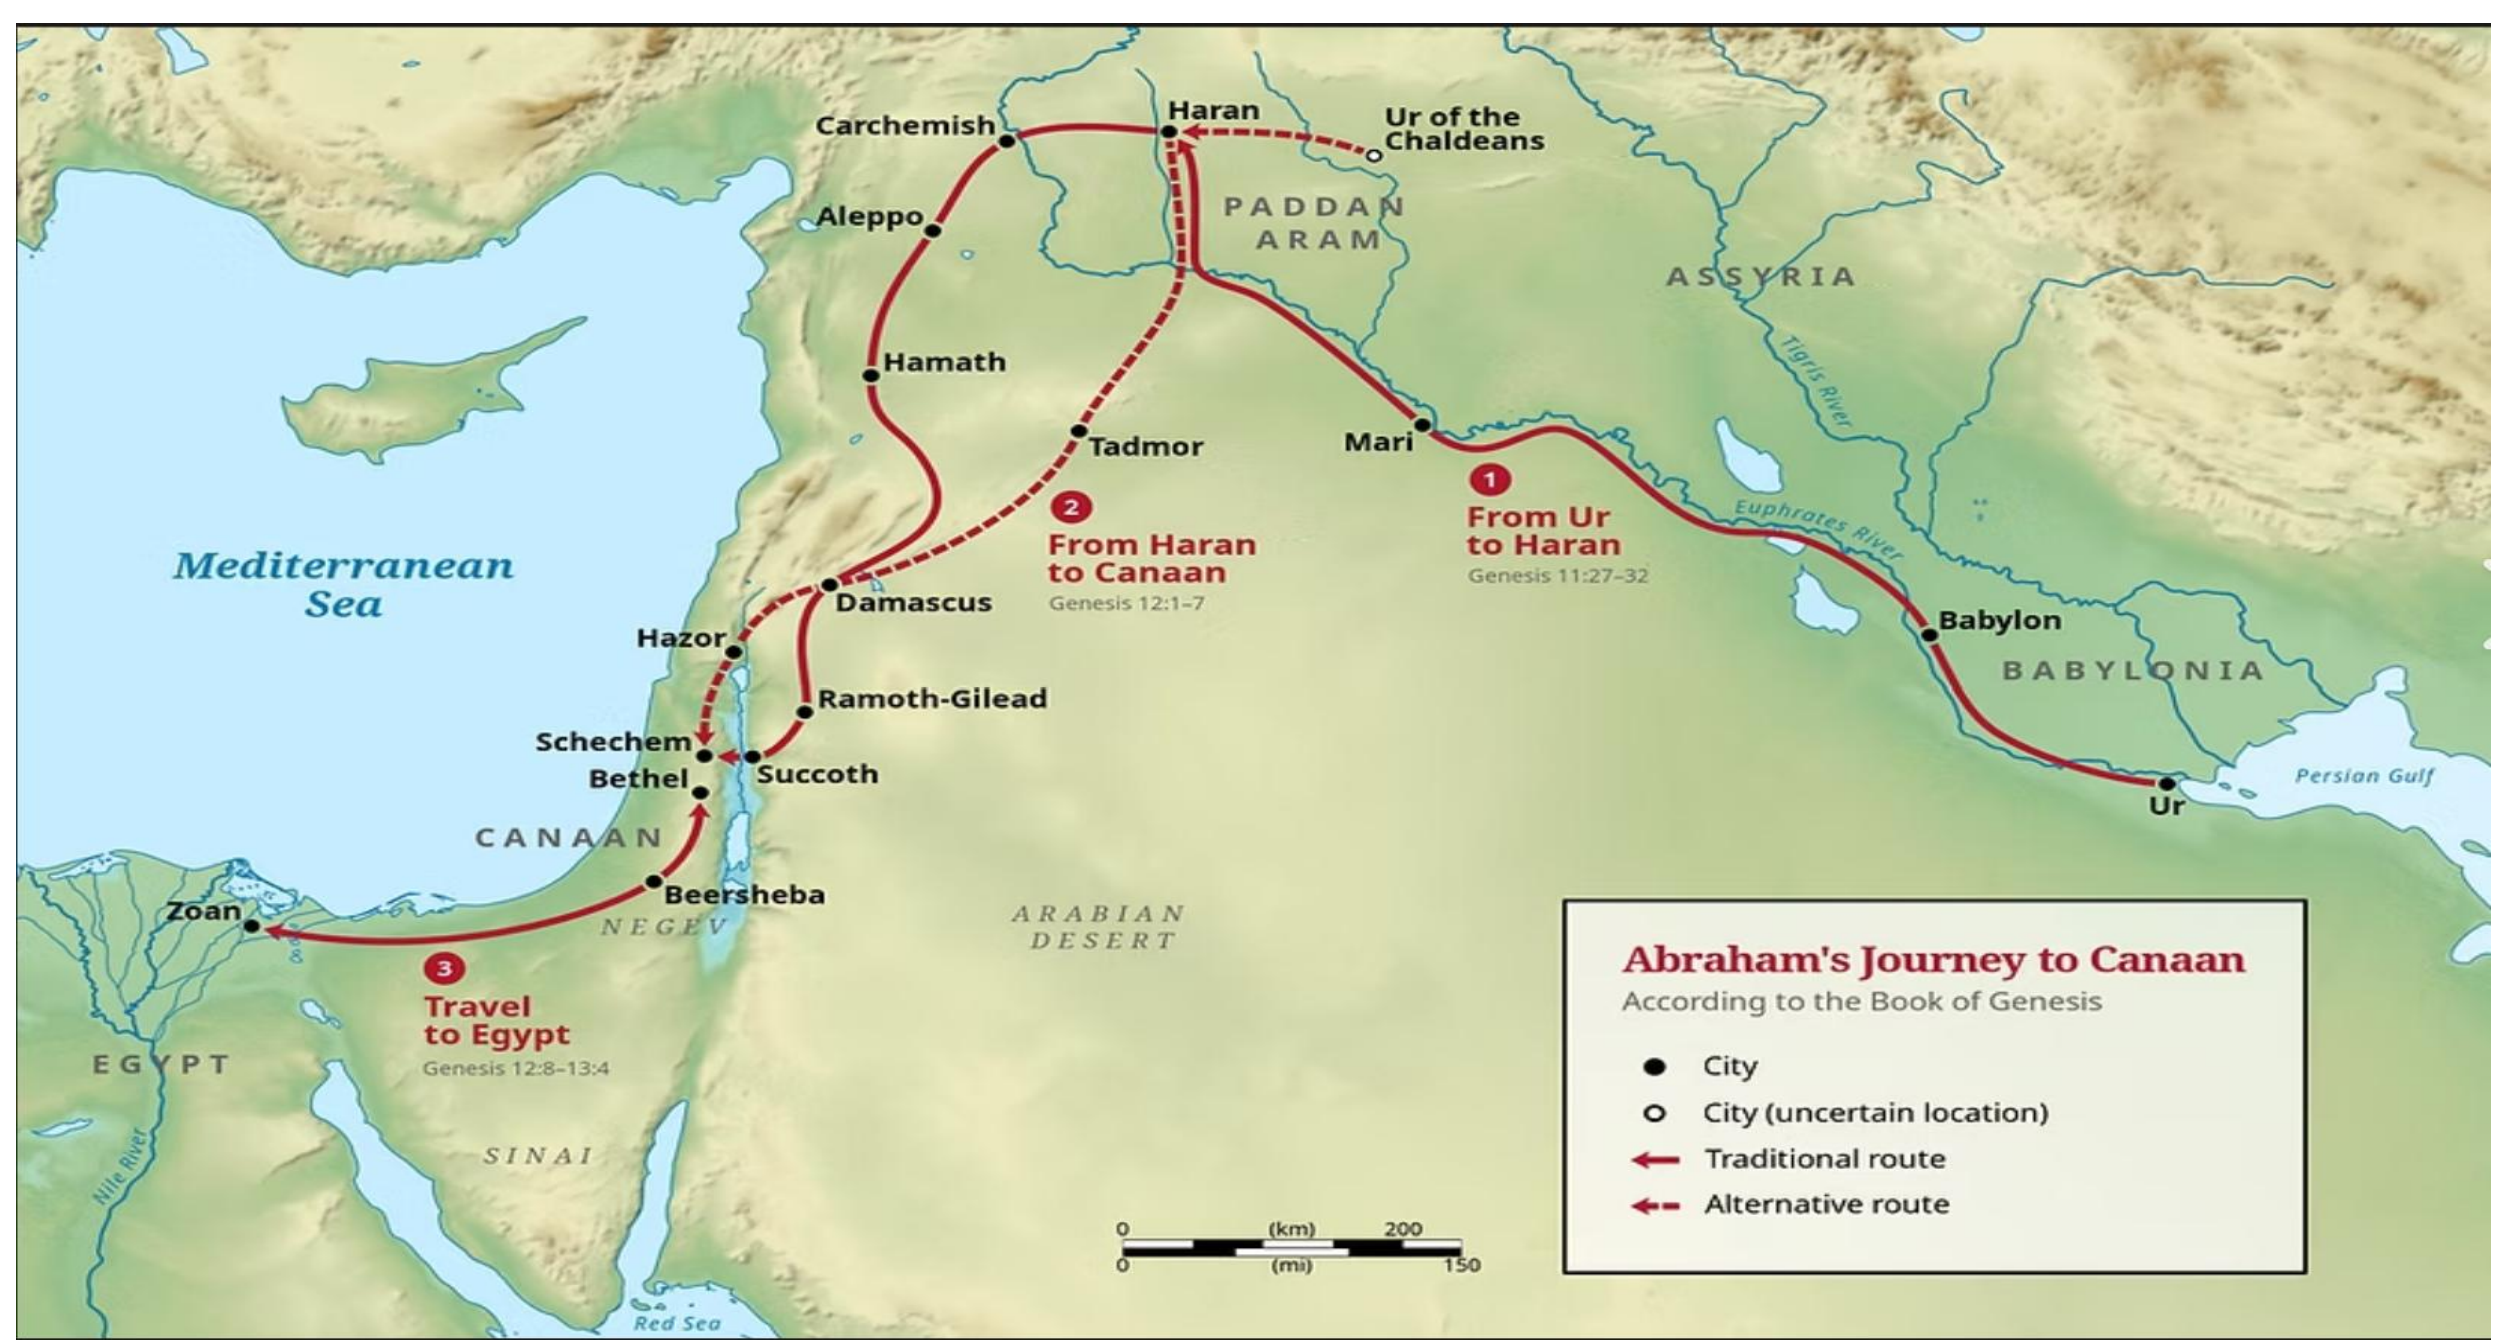 Carchemish
Haran
Ur of the
Chaldeans
Aleppo
PADDAN
ARAM
ASSYRIA
Tigris River
Hamath
Tadmor
Mari
1
From Ur
to Haran
Genesis 11:27–32
2
From Haran
to Canaan
Genesis 12:1–7
Euphrates River
Mediterranean
Sea
Damascus
Hazor
Babylon
BABYLONIA
Ramoth-Gilead
Schechem
Bethel
Succoth
Persian Gulf
Ur
CANAAN
Beersheba
NEGEV
Zoan
ARABIAN
DESERT
3
Travel
to Egypt
Genesis 12:8–13:4
EGYPT
Nile River
SINAI
Red Sea
0 (km) 200
0 (mi) 150
Abraham's Journey to Canaan
According to the Book of Genesis
City
City (uncertain location)
Traditional route
Alternative route